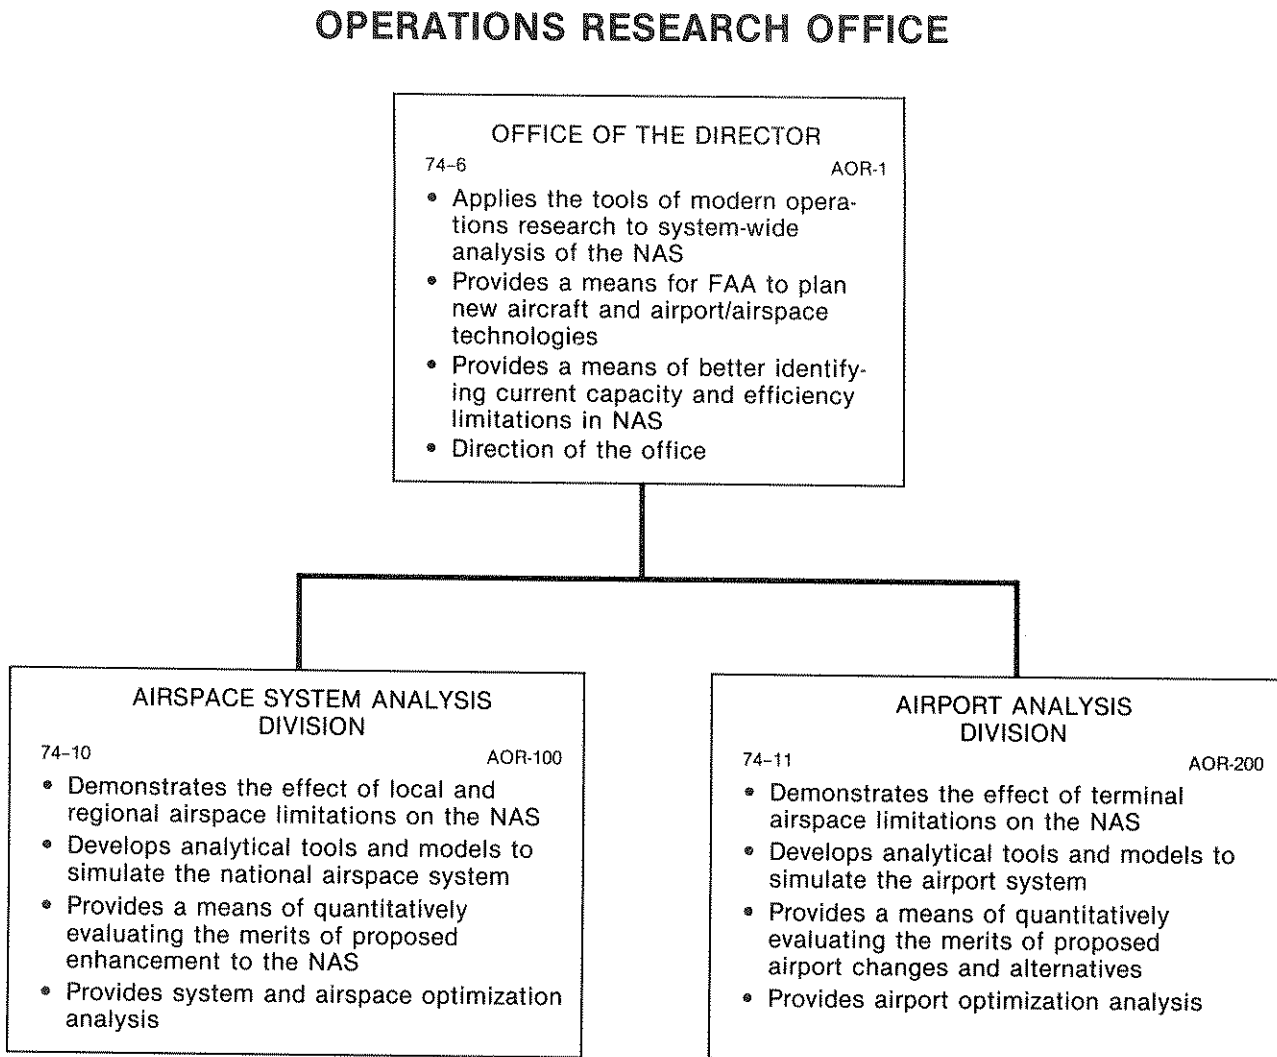 OPERATIONS RESEARCH OFFICE
OFFICE OF THE DIRECTOR
74-6 AOR-1
• Applies the tools of modern opera-
tions research to system-wide
analysis of the NAS
• Provides a means for FAA to plan
new aircraft and airport/airspace
technologies
• Provides a means of better identify-
ing current capacity and efficiency
limitations in NAS
• Direction of the office
AIRSPACE SYSTEM ANALYSIS
DIVISION
74-10 AOR-100
• Demonstrates the effect of local and
regional airspace limitations on the NAS
• Develops analytical tools and models to
simulate the national airspace system
• Provides a means of quantitatively
evaluating the merits of proposed
enhancement to the NAS
• Provides system and airspace optimization
analysis
AIRPORT ANALYSIS
DIVISION
74-11 AOR-200
• Demonstrates the effect of terminal
airspace limitations on the NAS
• Develops analytical tools and models to
simulate the airport system
• Provides a means of quantitatively
evaluating the merits of proposed
airport changes and alternatives
• Provides airport optimization analysis